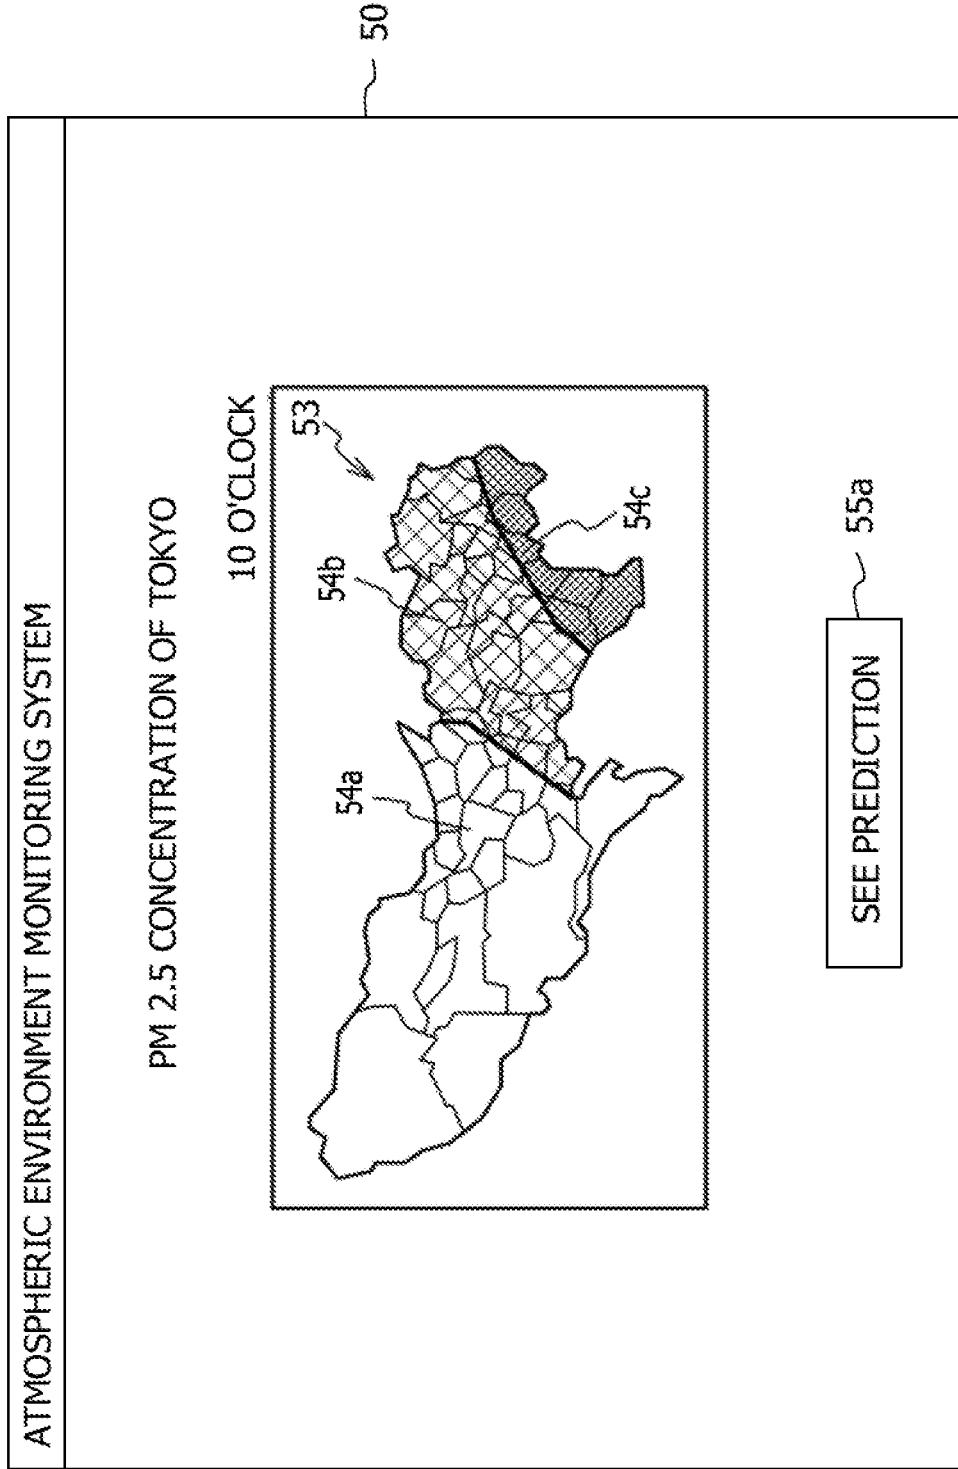 ATMOSPHERIC ENVIRONMENT MONITORING SYSTEM
50
PM 2.5 CONCENTRATION OF TOKYO
10 O'CLOCK
53
54b
54a
54c
SEE PREDICTION
55a